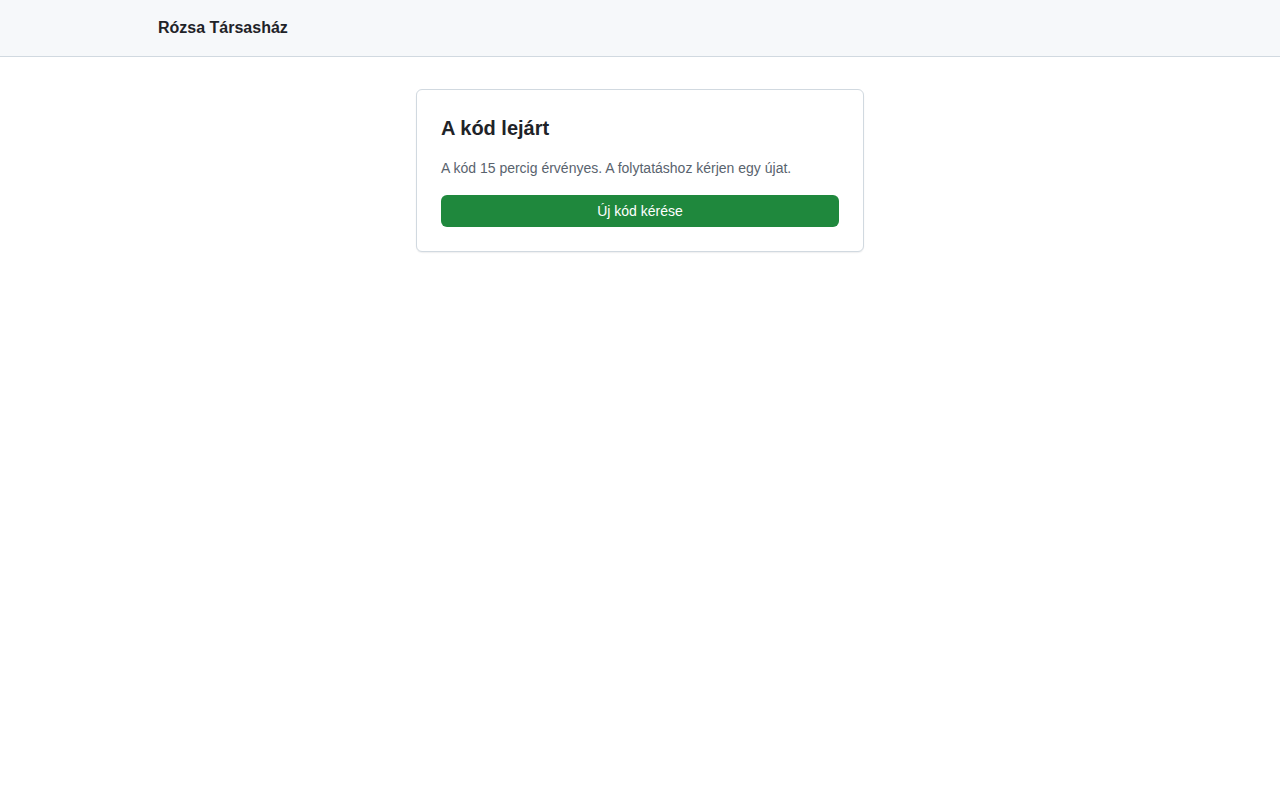 Rózsa Társasház
A kód lejárt
A kód 15 percig érvényes. A folytatáshoz kérjen egy újat.
Új kód kérése